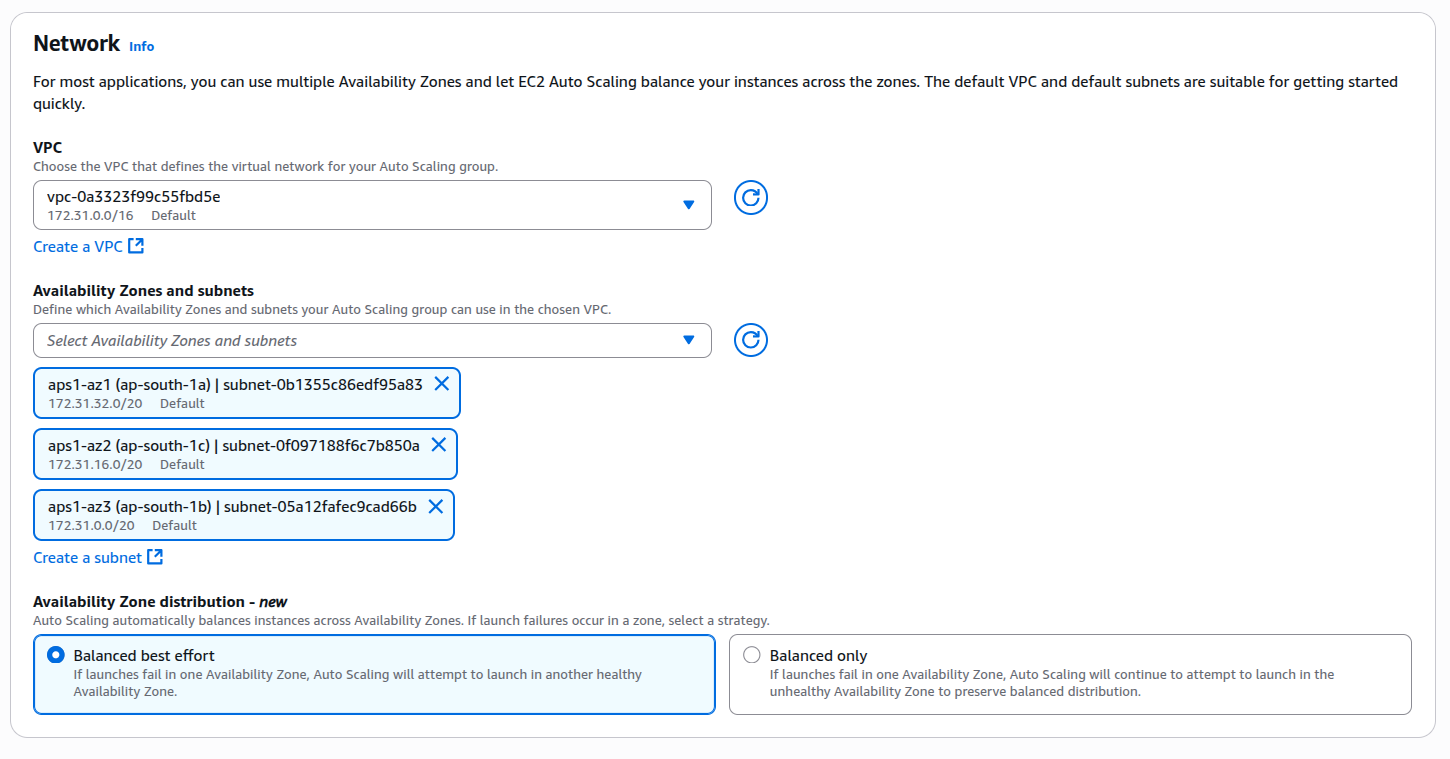 Network Info
For most applications, you can use multiple Availability Zones and let EC2 Auto Scaling balance your instances across the zones. The default VPC and default subnets are suitable for getting started
quickly.
VPC
Choose the VPC that defines the virtual network for your Auto Scaling group.
vpc-0a3323f99c55fbd5e
172.31.0.0/16 Default
Create a VPC
Availability Zones and subnets
Define which Availability Zones and subnets your Auto Scaling group can use in the chosen VPC.
Select Availability Zones and subnets
aps1-az1 (ap-south-1a) | subnet-0b1355c86edf95a83
172.31.32.0/20 Default
aps1-az2 (ap-south-1c) | subnet-0f097188f6c7b850a
172.31.16.0/20 Default
aps1-az3 (ap-south-1b) | subnet-05a12fafec9cad66b
172.31.0.0/20 Default
Create a subnet
Availability Zone distribution - new
Auto Scaling automatically balances instances across Availability Zones. If launch failures occur in a zone, select a strategy.
Balanced best effort
If launches fail in one Availability Zone, Auto Scaling will attempt to launch in another healthy
Availability Zone.
Balanced only
If launches fail in one Availability Zone, Auto Scaling will continue to attempt to launch in the
unhealthy Availability Zone to preserve balanced distribution.